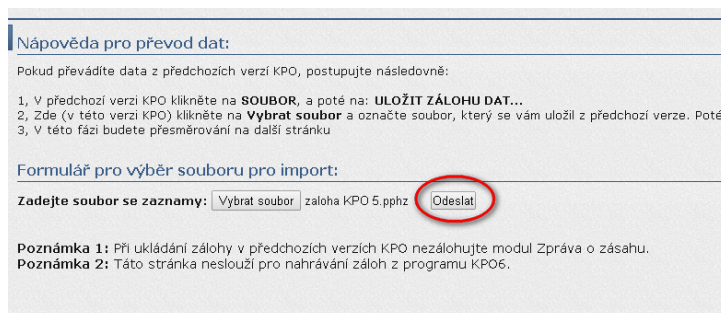 Nápověda pro převod dat:
Pokud převádíte data z předchozích verzí KPO, postupujte následovně:
1, V předchozí verzi KPO klikněte na SOUBOR, a poté na: ULOŽIT ZÁLOHU DAT...
2, Zde (v této verzi KPO) klikněte na Vybrat soubor a označte soubor, který se vám uložil z předchozí verze. Poté
3, V této fázi budete přesměrování na další stránku
Formulář pro výběr souboru pro import:
Zadejte soubor se zaznamy: Vybrat soubor zaloha KPO 5.pphz Odeslat
Poznámka 1: Při ukládání zálohy v předchozích verzích KPO nezálohujte modul Zpráva o zásahu.
Poznámka 2: Táto stránka neslouží pro nahrávání záloh z programu KPO6.